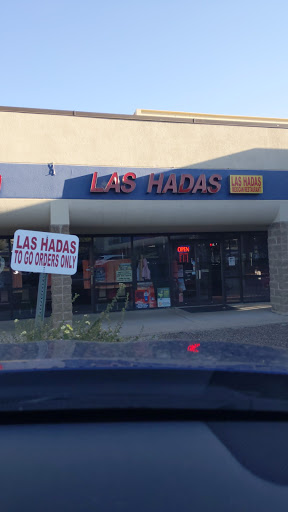 LAS HADAS
LAS HADAS
MEXICAN RESTAURANT
LAS HADAS
TO GO ORDERS ONLY
OPEN